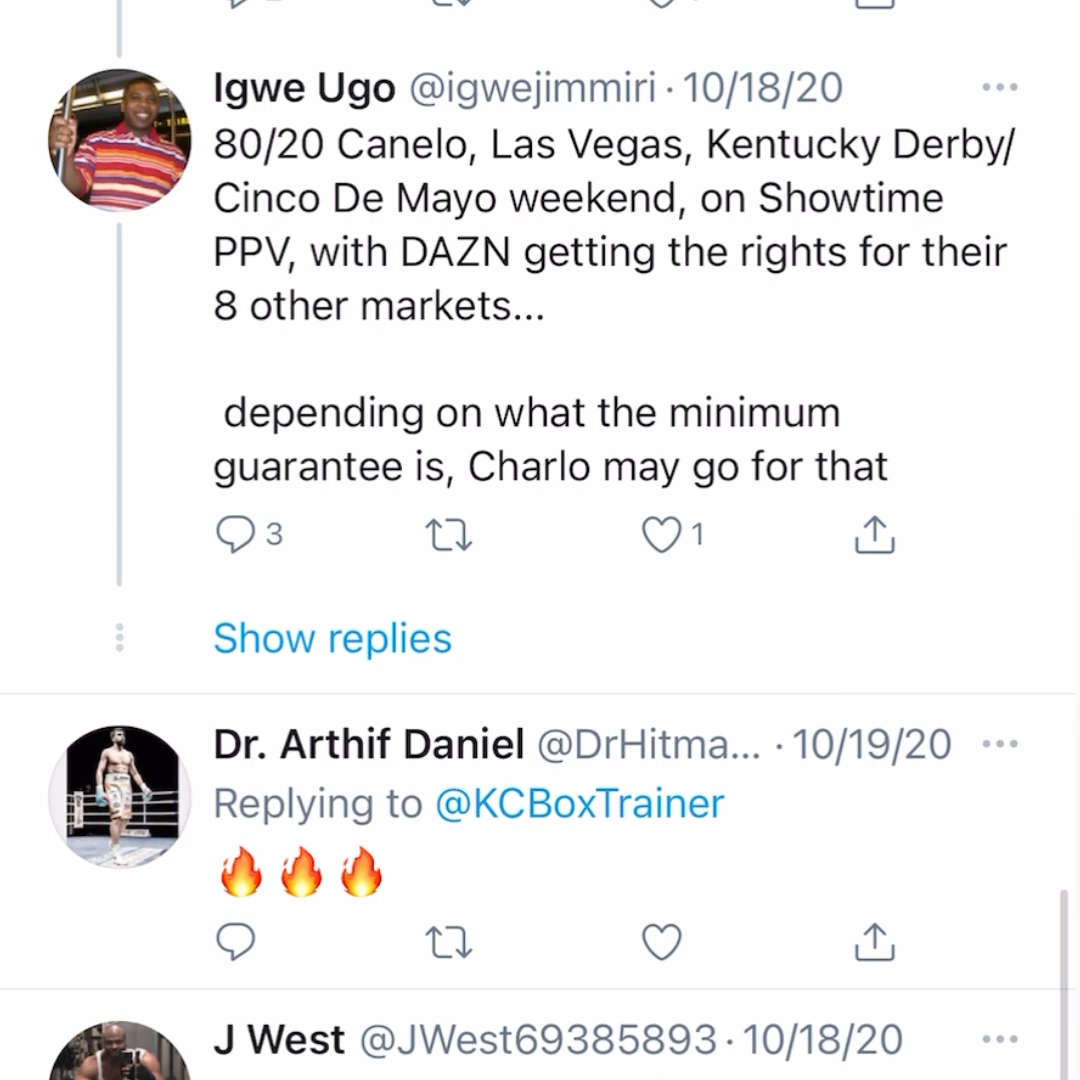 Igwe Ugo @igwejimmiri · 10/18/20
80/20 Canelo, Las Vegas, Kentucky Derby/
Cinco De Mayo weekend, on Showtime
PPV, with DAZN getting the rights for their
8 other markets...
depending on what the minimum
guarantee is, Charlo may go for that
3 1
Show replies
Dr. Arthif Daniel @DrHitma... · 10/19/20
Replying to @KCBoxTrainer
🔥🔥🔥
J West @JWest69385893 · 10/18/20